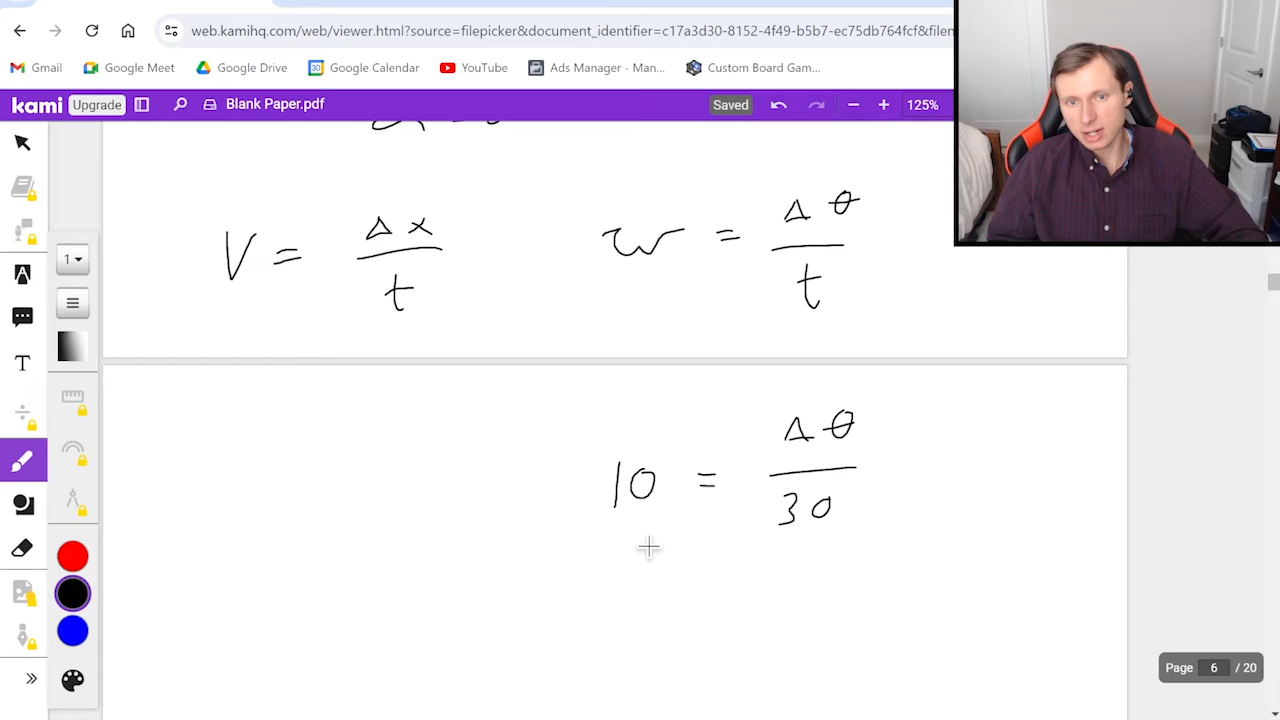 web.kamihq.com/web/viewer.html?source=filepicker&document_identifier=c17a3d30-8152-4f49-b5b7-ec75db764fcf&filen
Gmail Google Meet Google Drive Google Calendar YouTube Ads Manager - Man... Custom Board Gam...
kami Upgrade Blank Paper.pdf Saved 125%
V = Δx / t
w = Δθ / t
1
T
10 = Δθ / 30
Page 6 / 20